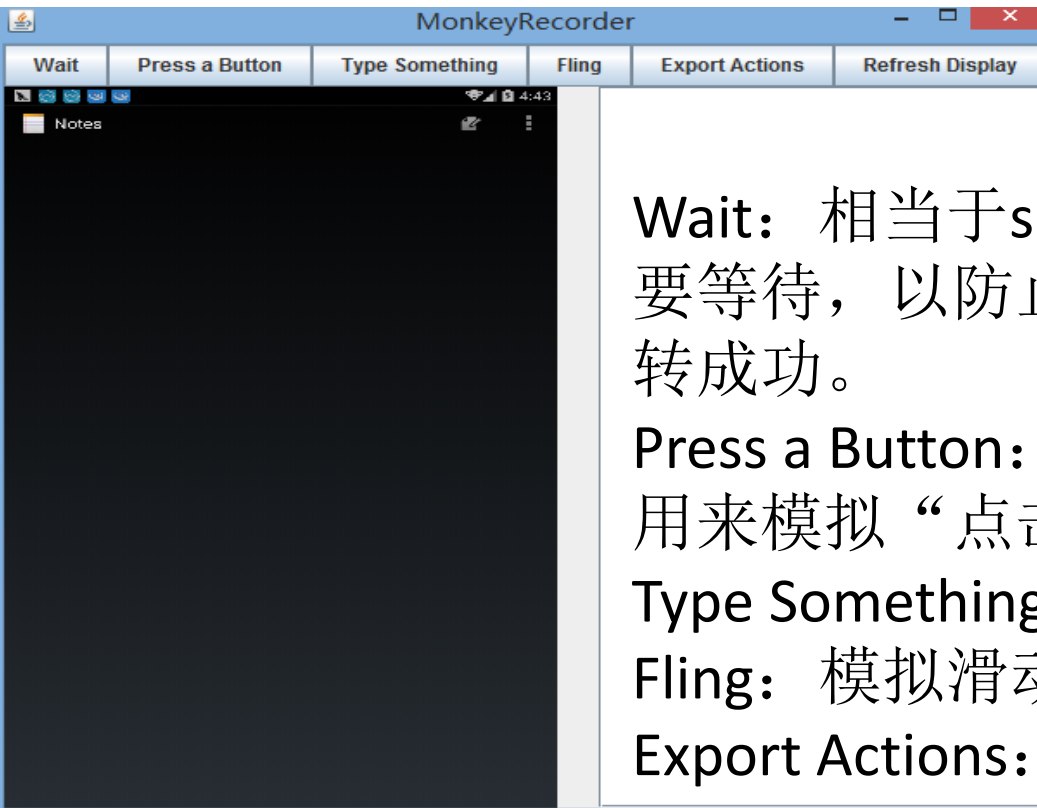 MonkeyRecorder
Wait Press a Button Type Something Fling Export Actions Refresh Display
4:43
Notes
Wait：相当于s
要等待，以防
转成功。
Press a Button：
用来模拟“点
Type Something
Fling：模拟滑
Export Actions：